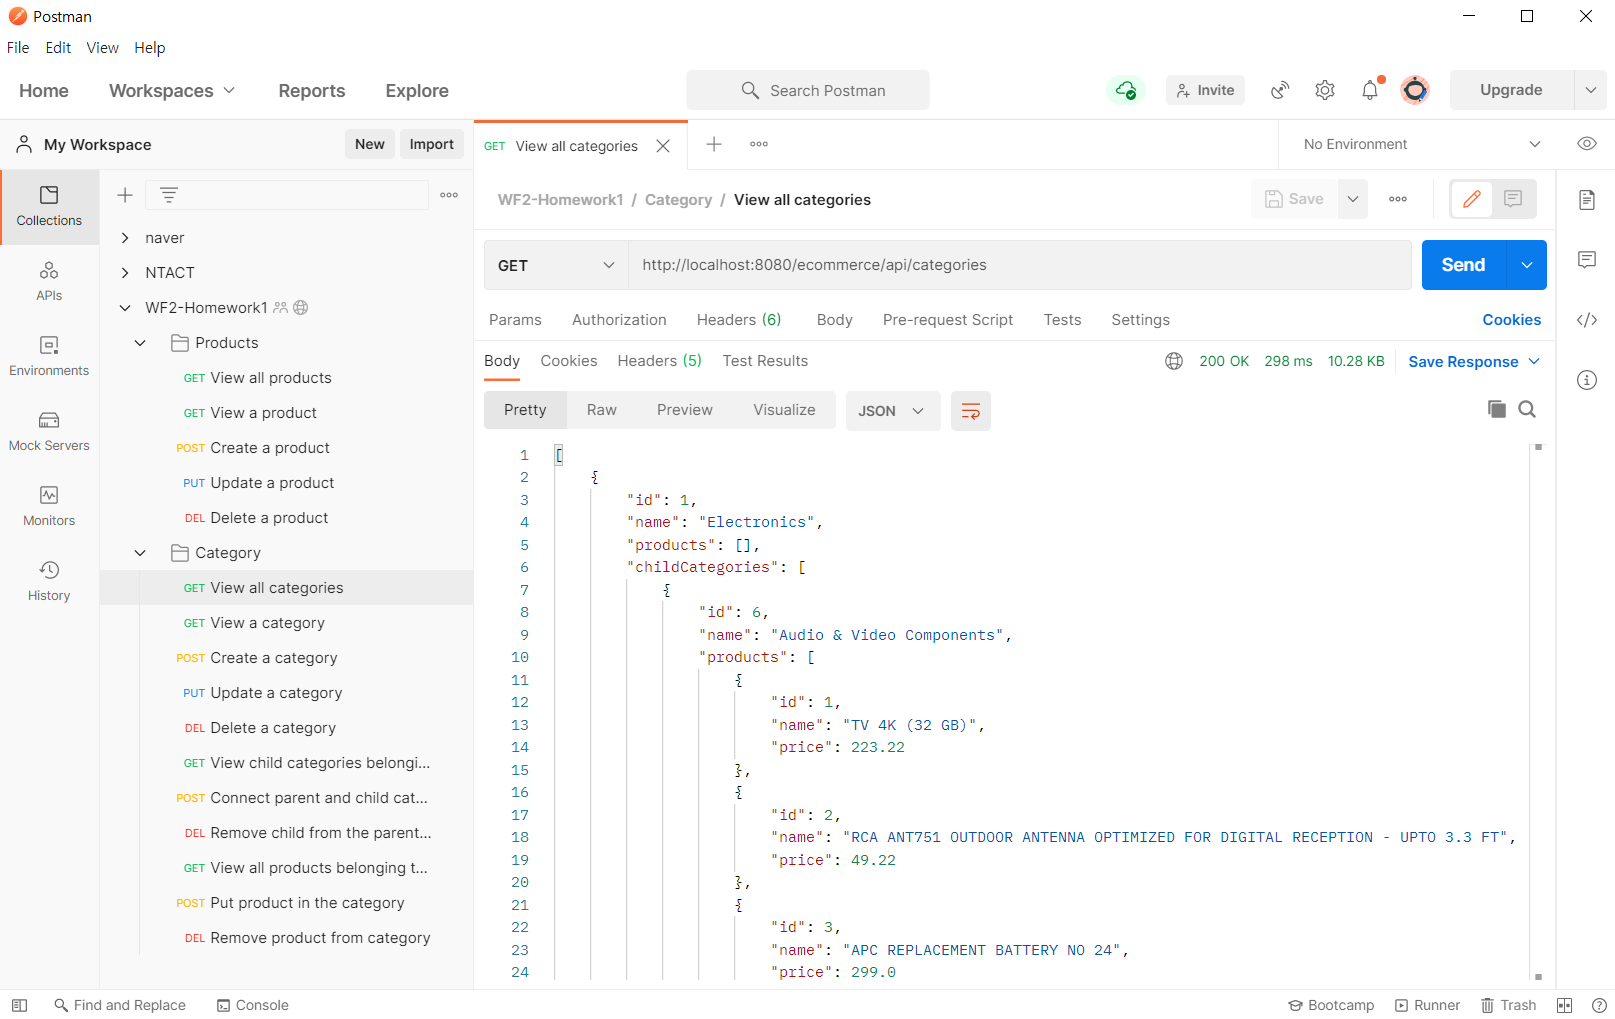 Postman
File Edit View Help
Home Workspaces Reports Explore Search Postman Invite Upgrade
My Workspace New Import GET View all categories No Environment
Collections
APIs
Environments
Mock Servers
Monitors
History
naver
NTACT
WF2-Homework1
Products
GET View all products
GET View a product
POST Create a product
PUT Update a product
DEL Delete a product
Category
GET View all categories
GET View a category
POST Create a category
PUT Update a category
DEL Delete a category
GET View child categories belongi...
POST Connect parent and child cat...
DEL Remove child from the parent...
GET View all products belonging t...
POST Put product in the category
DEL Remove product from category
WF2-Homework1 / Category / View all categories Save
GET http://localhost:8080/ecommerce/api/categories Send
Params Authorization Headers (6) Body Pre-request Script Tests Settings Cookies
Body Cookies Headers (5) Test Results 200 OK 298 ms 10.28 KB Save Response
Pretty Raw Preview Visualize JSON
1 [
2 {
3 "id": 1,
4 "name": "Electronics",
5 "products": [],
6 "childCategories": [
7 {
8 "id": 6,
9 "name": "Audio & Video Components",
10 "products": [
11 {
12 "id": 1,
13 "name": "TV 4K (32 GB)",
14 "price": 223.22
15 },
16 {
17 "id": 2,
18 "name": "RCA ANT751 OUTDOOR ANTENNA OPTIMIZED FOR DIGITAL RECEPTION - UPTO 3.3 FT",
19 "price": 49.22
20 },
21 {
22 "id": 3,
23 "name": "APC REPLACEMENT BATTERY NO 24",
24 "price": 299.0
Find and Replace Console Bootcamp Runner Trash